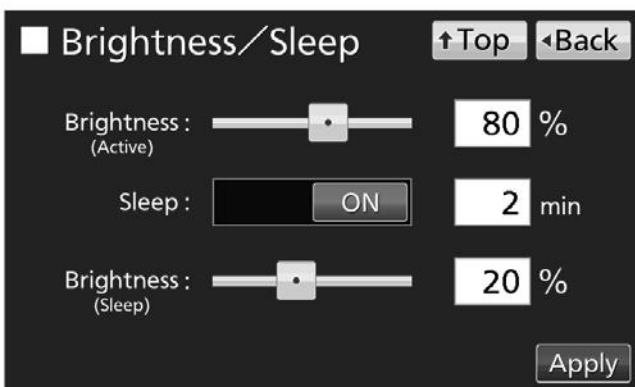 Brightness／Sleep
↑Top
◂Back
Brightness :
(Active)
80 %
Sleep :
ON
2 min
Brightness :
(Sleep)
20 %
Apply